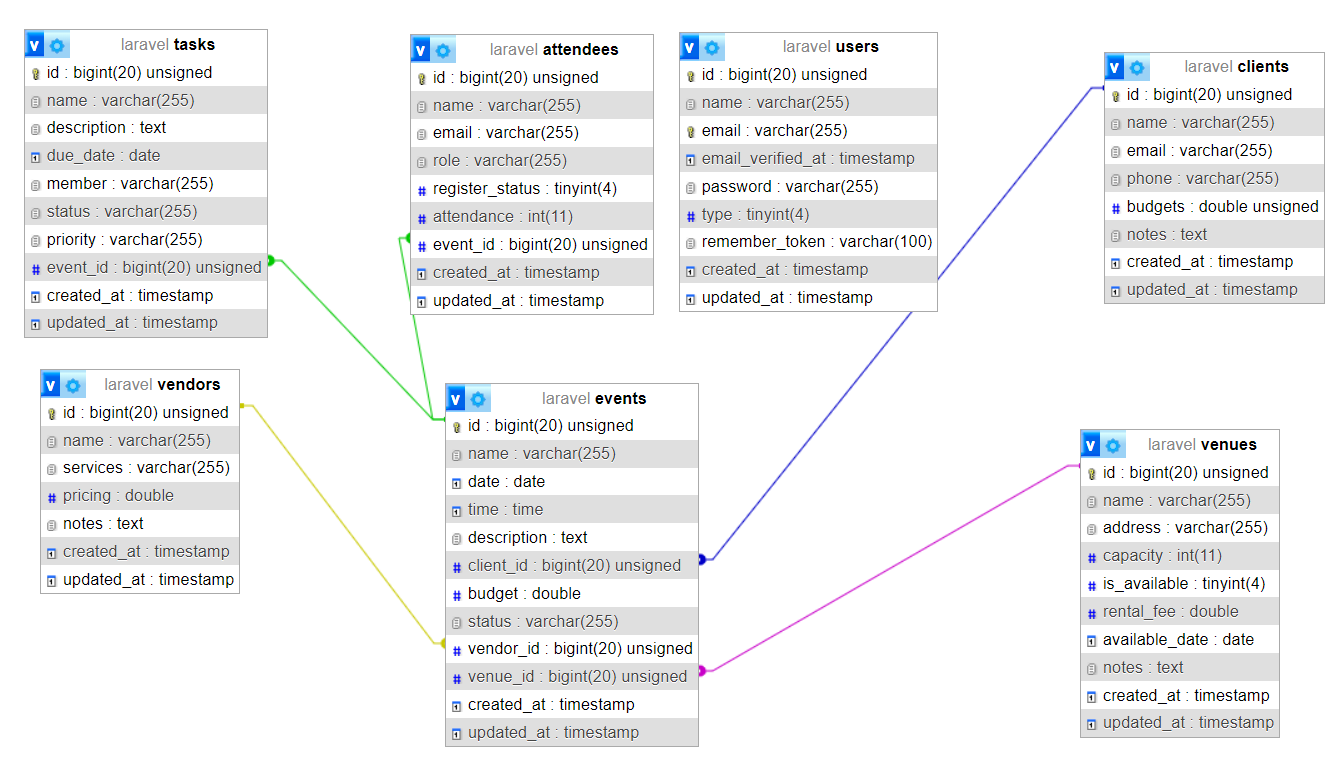 v laravel tasks
id : bigint(20) unsigned
name : varchar(255)
description : text
due_date : date
member : varchar(255)
status : varchar(255)
priority : varchar(255)
# event_id : bigint(20) unsigned
created_at : timestamp
updated_at : timestamp
v laravel attendees
id : bigint(20) unsigned
name : varchar(255)
email : varchar(255)
role : varchar(255)
# register_status : tinyint(4)
# attendance : int(11)
# event_id : bigint(20) unsigned
created_at : timestamp
updated_at : timestamp
v laravel users
id : bigint(20) unsigned
name : varchar(255)
email : varchar(255)
email_verified_at : timestamp
password : varchar(255)
# type : tinyint(4)
remember_token : varchar(100)
created_at : timestamp
updated_at : timestamp
v laravel clients
id : bigint(20) unsigned
name : varchar(255)
email : varchar(255)
phone : varchar(255)
# budgets : double unsigned
notes : text
created_at : timestamp
updated_at : timestamp
v laravel vendors
id : bigint(20) unsigned
name : varchar(255)
services : varchar(255)
# pricing : double
notes : text
created_at : timestamp
updated_at : timestamp
v laravel events
id : bigint(20) unsigned
name : varchar(255)
date : date
time : time
description : text
# client_id : bigint(20) unsigned
# budget : double
status : varchar(255)
# vendor_id : bigint(20) unsigned
# venue_id : bigint(20) unsigned
created_at : timestamp
updated_at : timestamp
v laravel venues
id : bigint(20) unsigned
name : varchar(255)
address : varchar(255)
# capacity : int(11)
# is_available : tinyint(4)
# rental_fee : double
available_date : date
notes : text
created_at : timestamp
updated_at : timestamp